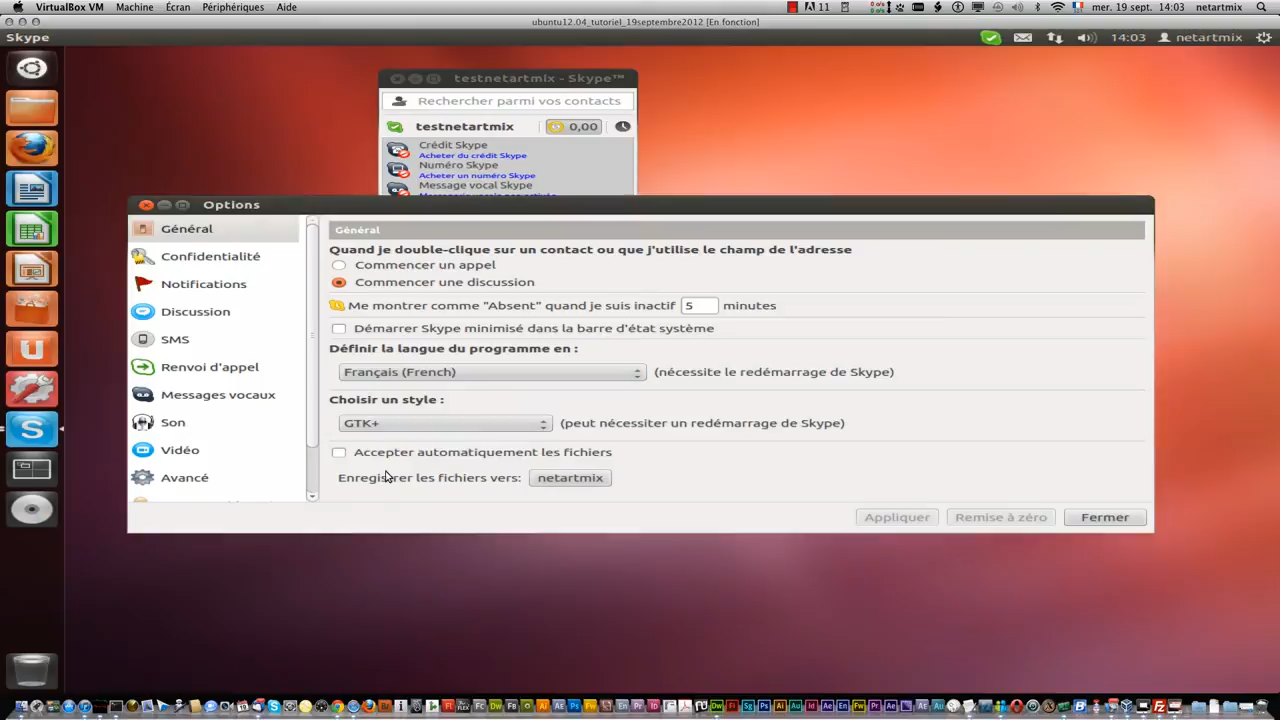 VirtualBox VM Machine Écran Périphériques Aide
11 mer. 19 sept. 14:03 netartmix
ubuntu12.04_tutoriel_19septembre2012 [En fonction]
Skype
14:03 netartmix
testnetartmix - Skype™
Rechercher parmi vos contacts
testnetartmix 0,00
Crédit Skype
Acheter du crédit Skype
Numéro Skype
Acheter un numéro Skype
Message vocal Skype
Options
Général
Confidentialité
Notifications
Discussion
SMS
Renvoi d'appel
Messages vocaux
Son
Vidéo
Avancé
Général
Quand je double-clique sur un contact ou que j'utilise le champ de l'adresse
Commencer un appel
Commencer une discussion
Me montrer comme "Absent" quand je suis inactif 5 minutes
Démarrer Skype minimisé dans la barre d'état système
Définir la langue du programme en :
Français (French) (nécessite le redémarrage de Skype)
Choisir un style :
GTK+ (peut nécessiter un redémarrage de Skype)
Accepter automatiquement les fichiers
Enregistrer les fichiers vers: netartmix
Appliquer Remise à zéro Fermer